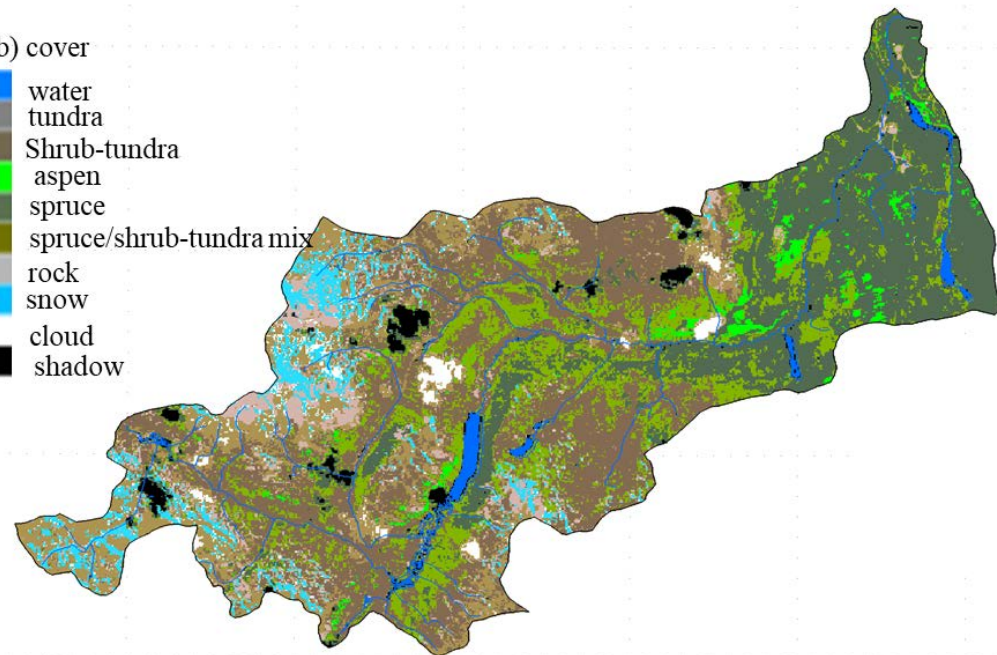 b) cover
water
tundra
Shrub-tundra
aspen
spruce
spruce/shrub-tundra mix
rock
snow
cloud
shadow